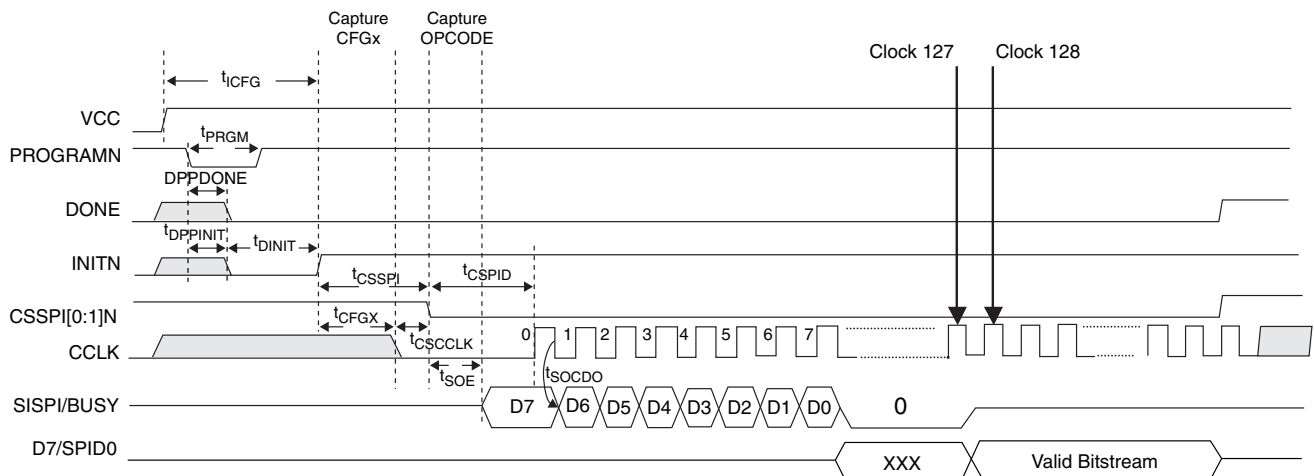 Capture CFGx
Capture OPCODE
Clock 127
Clock 128
tICFG
VCC
tPRGM
PROGRAMN
DPPDONE
DONE
tDPPINIT
tDINIT
INITN
tCSSPI
tCSPID
CSSPI[0:1]N
tCFGX
tCSCCLK
0 1 2 3 4 5 6 7
CCLK
tSOE
tSOCDO
SISPI/BUSY
D7 D6 D5 D4 D3 D2 D1 D0 0
D7/SPID0
XXX
Valid Bitstream